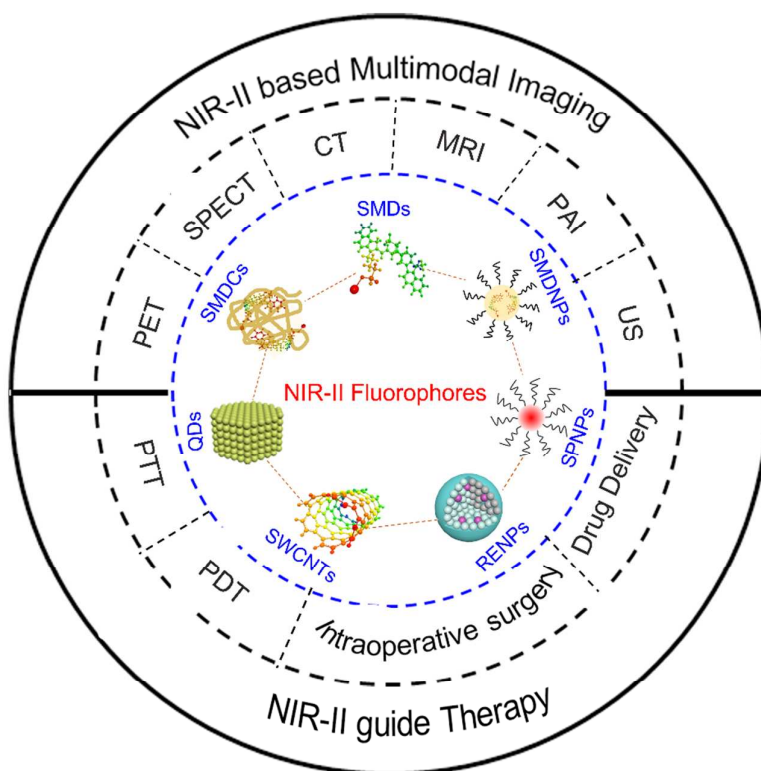 NIR-II based Multimodal Imaging
PET
SPECT
CT
MRI
PAI
US
SMDCs
SMDs
SMDNPs
NIR-II Fluorophores
QDs
SPNPs
SWCNTs
RENPs
PTT
PDT
Intraoperative surgery
Drug Delivery
NIR-II guide Therapy